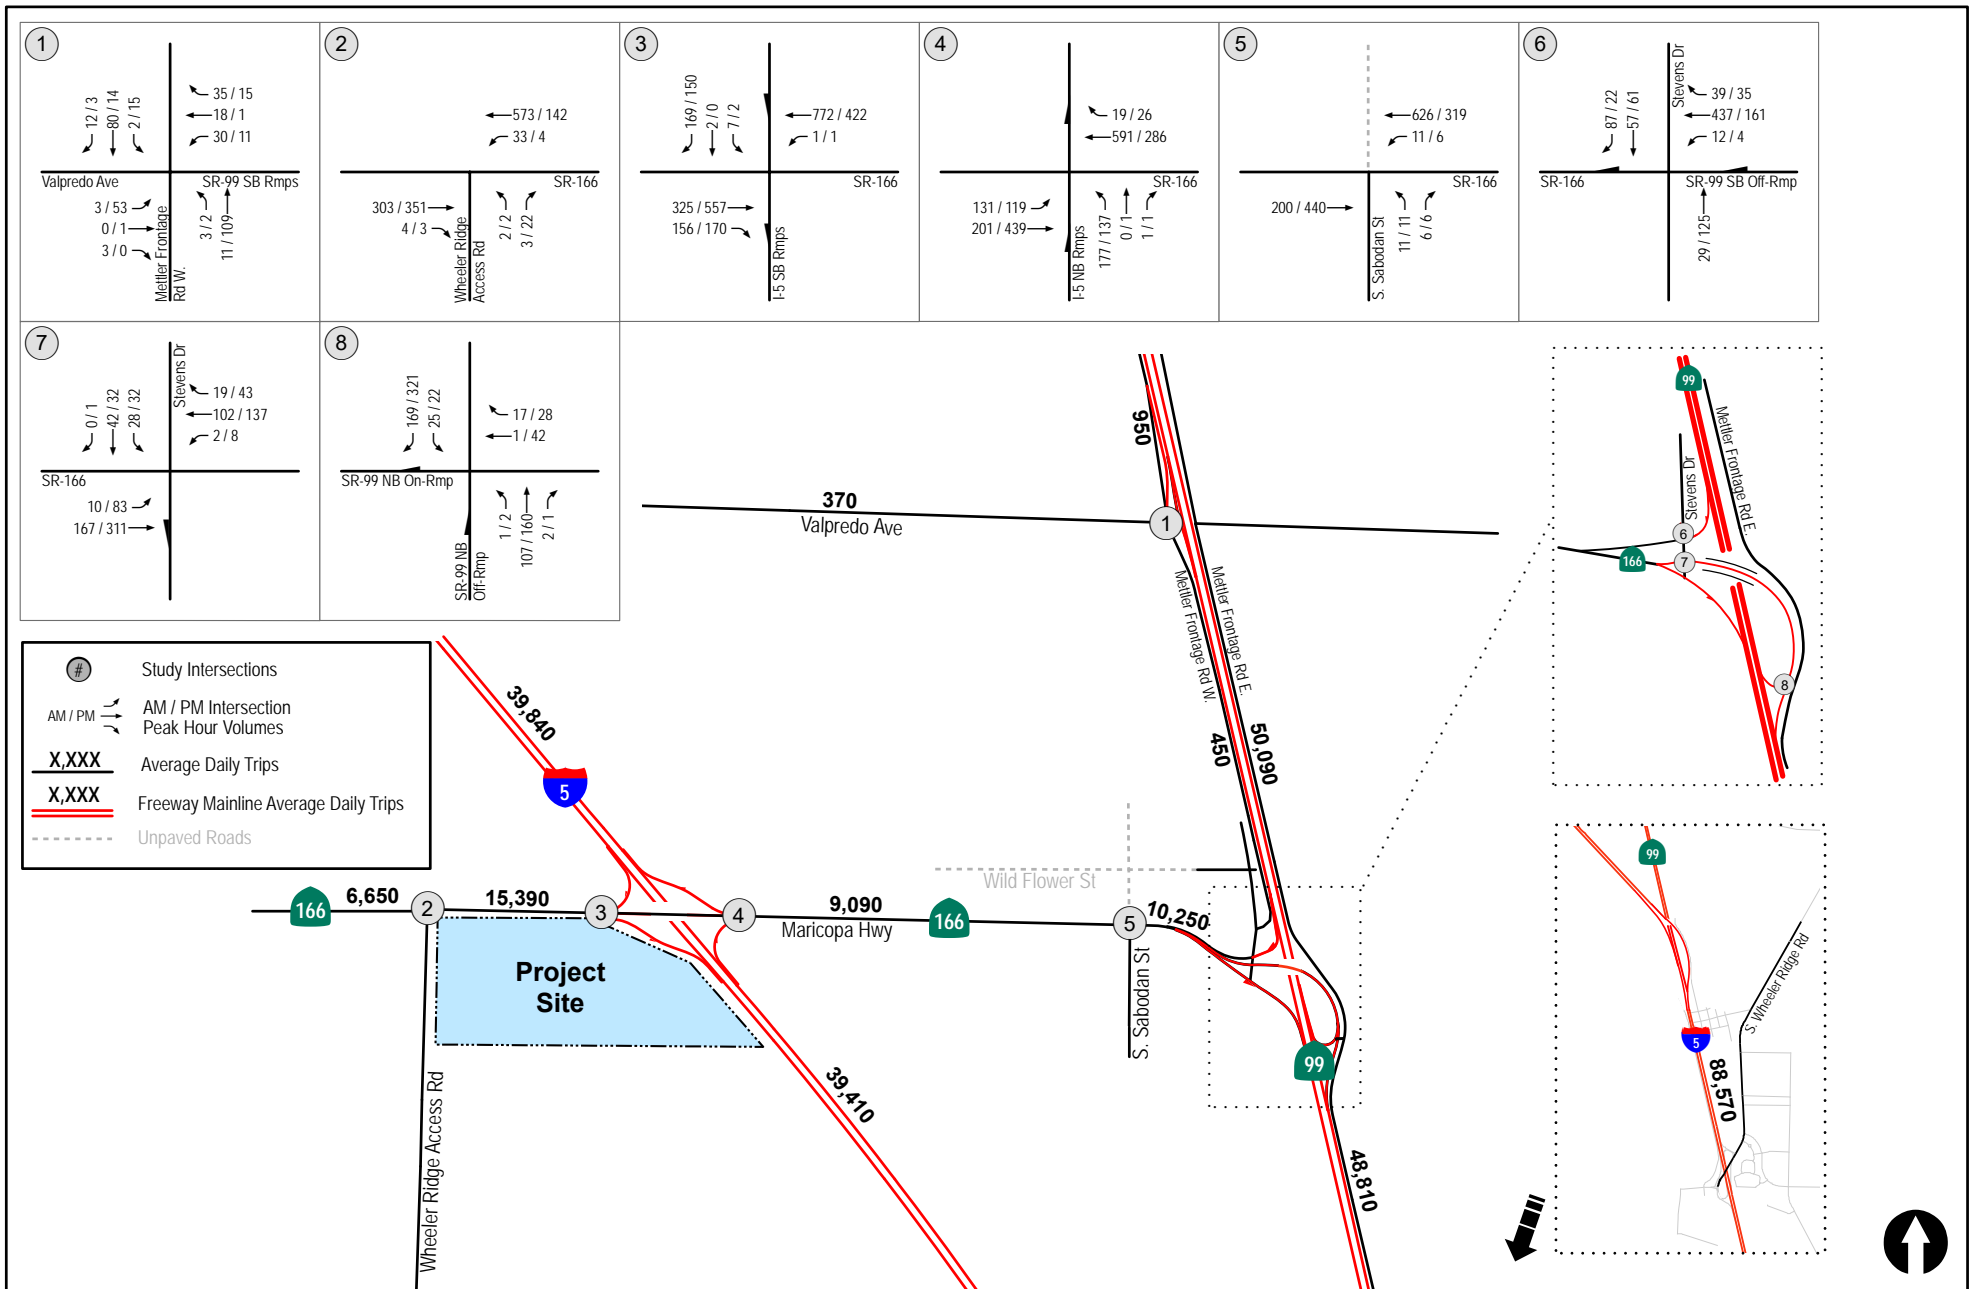 1
12 / 3
80 / 14
2 / 15
35 / 15
18 / 1
30 / 11
Valpredo Ave
SR-99 SB Rmps
3 / 53
0 / 1
3 / 0
Mettler Frontage
Rd W.
3 / 2
11 / 109
2
573 / 142
33 / 4
SR-166
303 / 351
4 / 3
Wheeler Ridge
Access Rd
2 / 2
3 / 22
3
169 / 150
2 / 0
7 / 2
772 / 422
1 / 1
SR-166
325 / 557
156 / 170
I-5 SB Rmps
4
19 / 26
591 / 286
SR-166
131 / 119
201 / 439
I-5 NB Rmps
177 / 137
0 / 1
1 / 1
5
626 / 319
11 / 6
SR-166
200 / 440
S. Sabodan St
11 / 11
6 / 6
6
87 / 22
57 / 61
Stevens Dr
39 / 35
437 / 161
12 / 4
SR-166
SR-99 SB Off-Rmp
29 / 125
7
0 / 1
42 / 32
28 / 32
Stevens Dr
19 / 43
102 / 137
2 / 8
SR-166
10 / 83
167 / 311
8
169 / 321
25 / 22
17 / 28
1 / 42
SR-99 NB On-Rmp
SR-99 NB
Off-Rmp
1 / 2
107 / 160
2 / 1
# Study Intersections
AM / PM
AM / PM Intersection
Peak Hour Volumes
X,XXX Average Daily Trips
X,XXX Freeway Mainline Average Daily Trips
Unpaved Roads
950
370
Valpredo Ave
1
Mettler Frontage Rd W.
Mettler Frontage Rd E.
450
50,090
39,840
5
166
6,650
2
15,390
3
4
9,090
Maricopa Hwy
166
Wild Flower St
5
10,250
S. Sabodan St
Project
Site
Wheeler Ridge Access Rd
39,410
99
48,810
99
Mettler Frontage Rd E.
Stevens Dr
6
166
7
8
99
S. Wheeler Ridge Rd
5
88,570